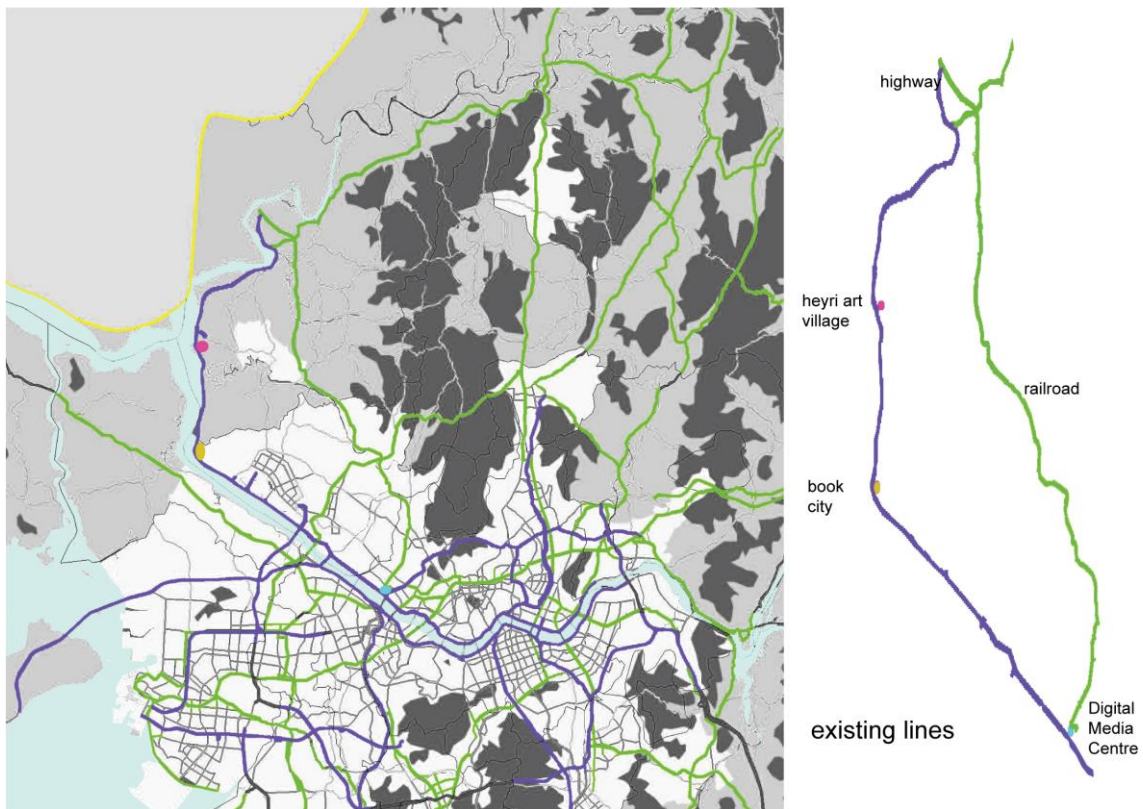 highway
heyri art
village
railroad
book
city
Digital
Media
Centre
existing lines